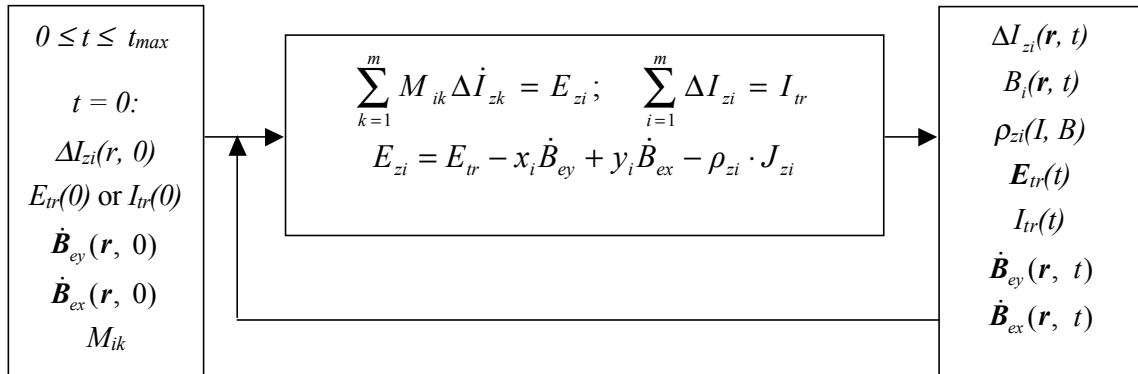 0 ≤ t ≤ t_max
t = 0:
ΔI_zi(r, 0)
E_tr(0) or I_tr(0)
Ḃ_ey(r, 0)
Ḃ_ex(r, 0)
M_ik
∑_{k=1}^{m} M_ik Δİ_zk = E_zi ; ∑_{i=1}^{m} ΔI_zi = I_tr
E_zi = E_tr − x_i Ḃ_ey + y_i Ḃ_ex − ρ_zi · J_zi
ΔI_zi(r, t)
B_i(r, t)
ρ_zi(I, B)
E_tr(t)
I_tr(t)
Ḃ_ey(r, t)
Ḃ_ex(r, t)